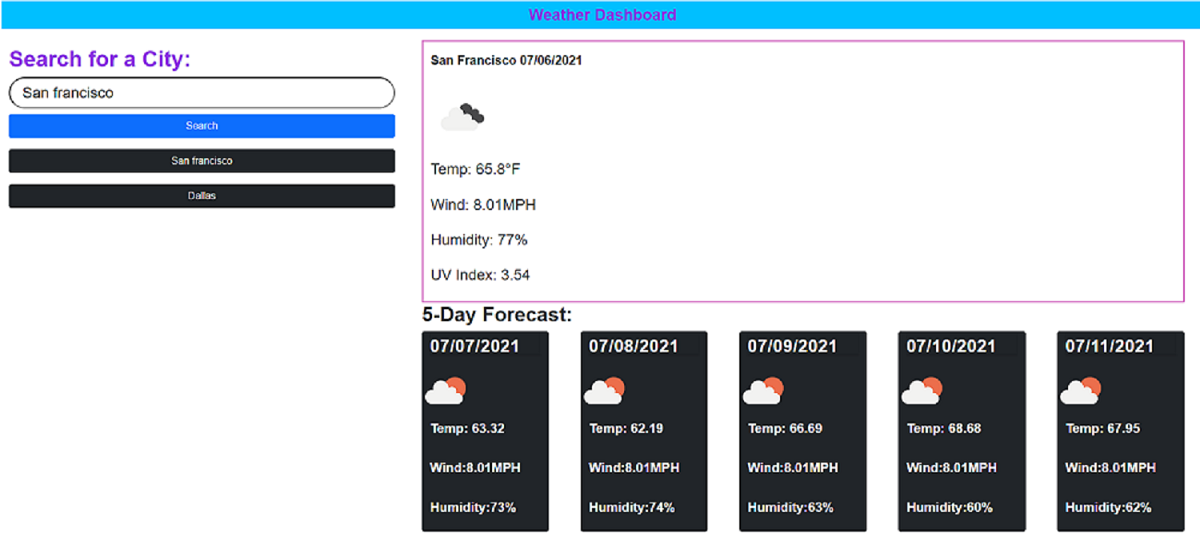 Weather Dashboard
Search for a City:
San francisco
Search
San francisco
Dallas
San Francisco 07/06/2021
Temp: 65.8°F
Wind: 8.01MPH
Humidity: 77%
UV Index: 3.54
5-Day Forecast:
07/07/2021
Temp: 63.32
Wind:8.01MPH
Humidity:73%
07/08/2021
Temp: 62.19
Wind:8.01MPH
Humidity:74%
07/09/2021
Temp: 66.69
Wind:8.01MPH
Humidity:63%
07/10/2021
Temp: 68.68
Wind:8.01MPH
Humidity:60%
07/11/2021
Temp: 67.95
Wind:8.01MPH
Humidity:62%